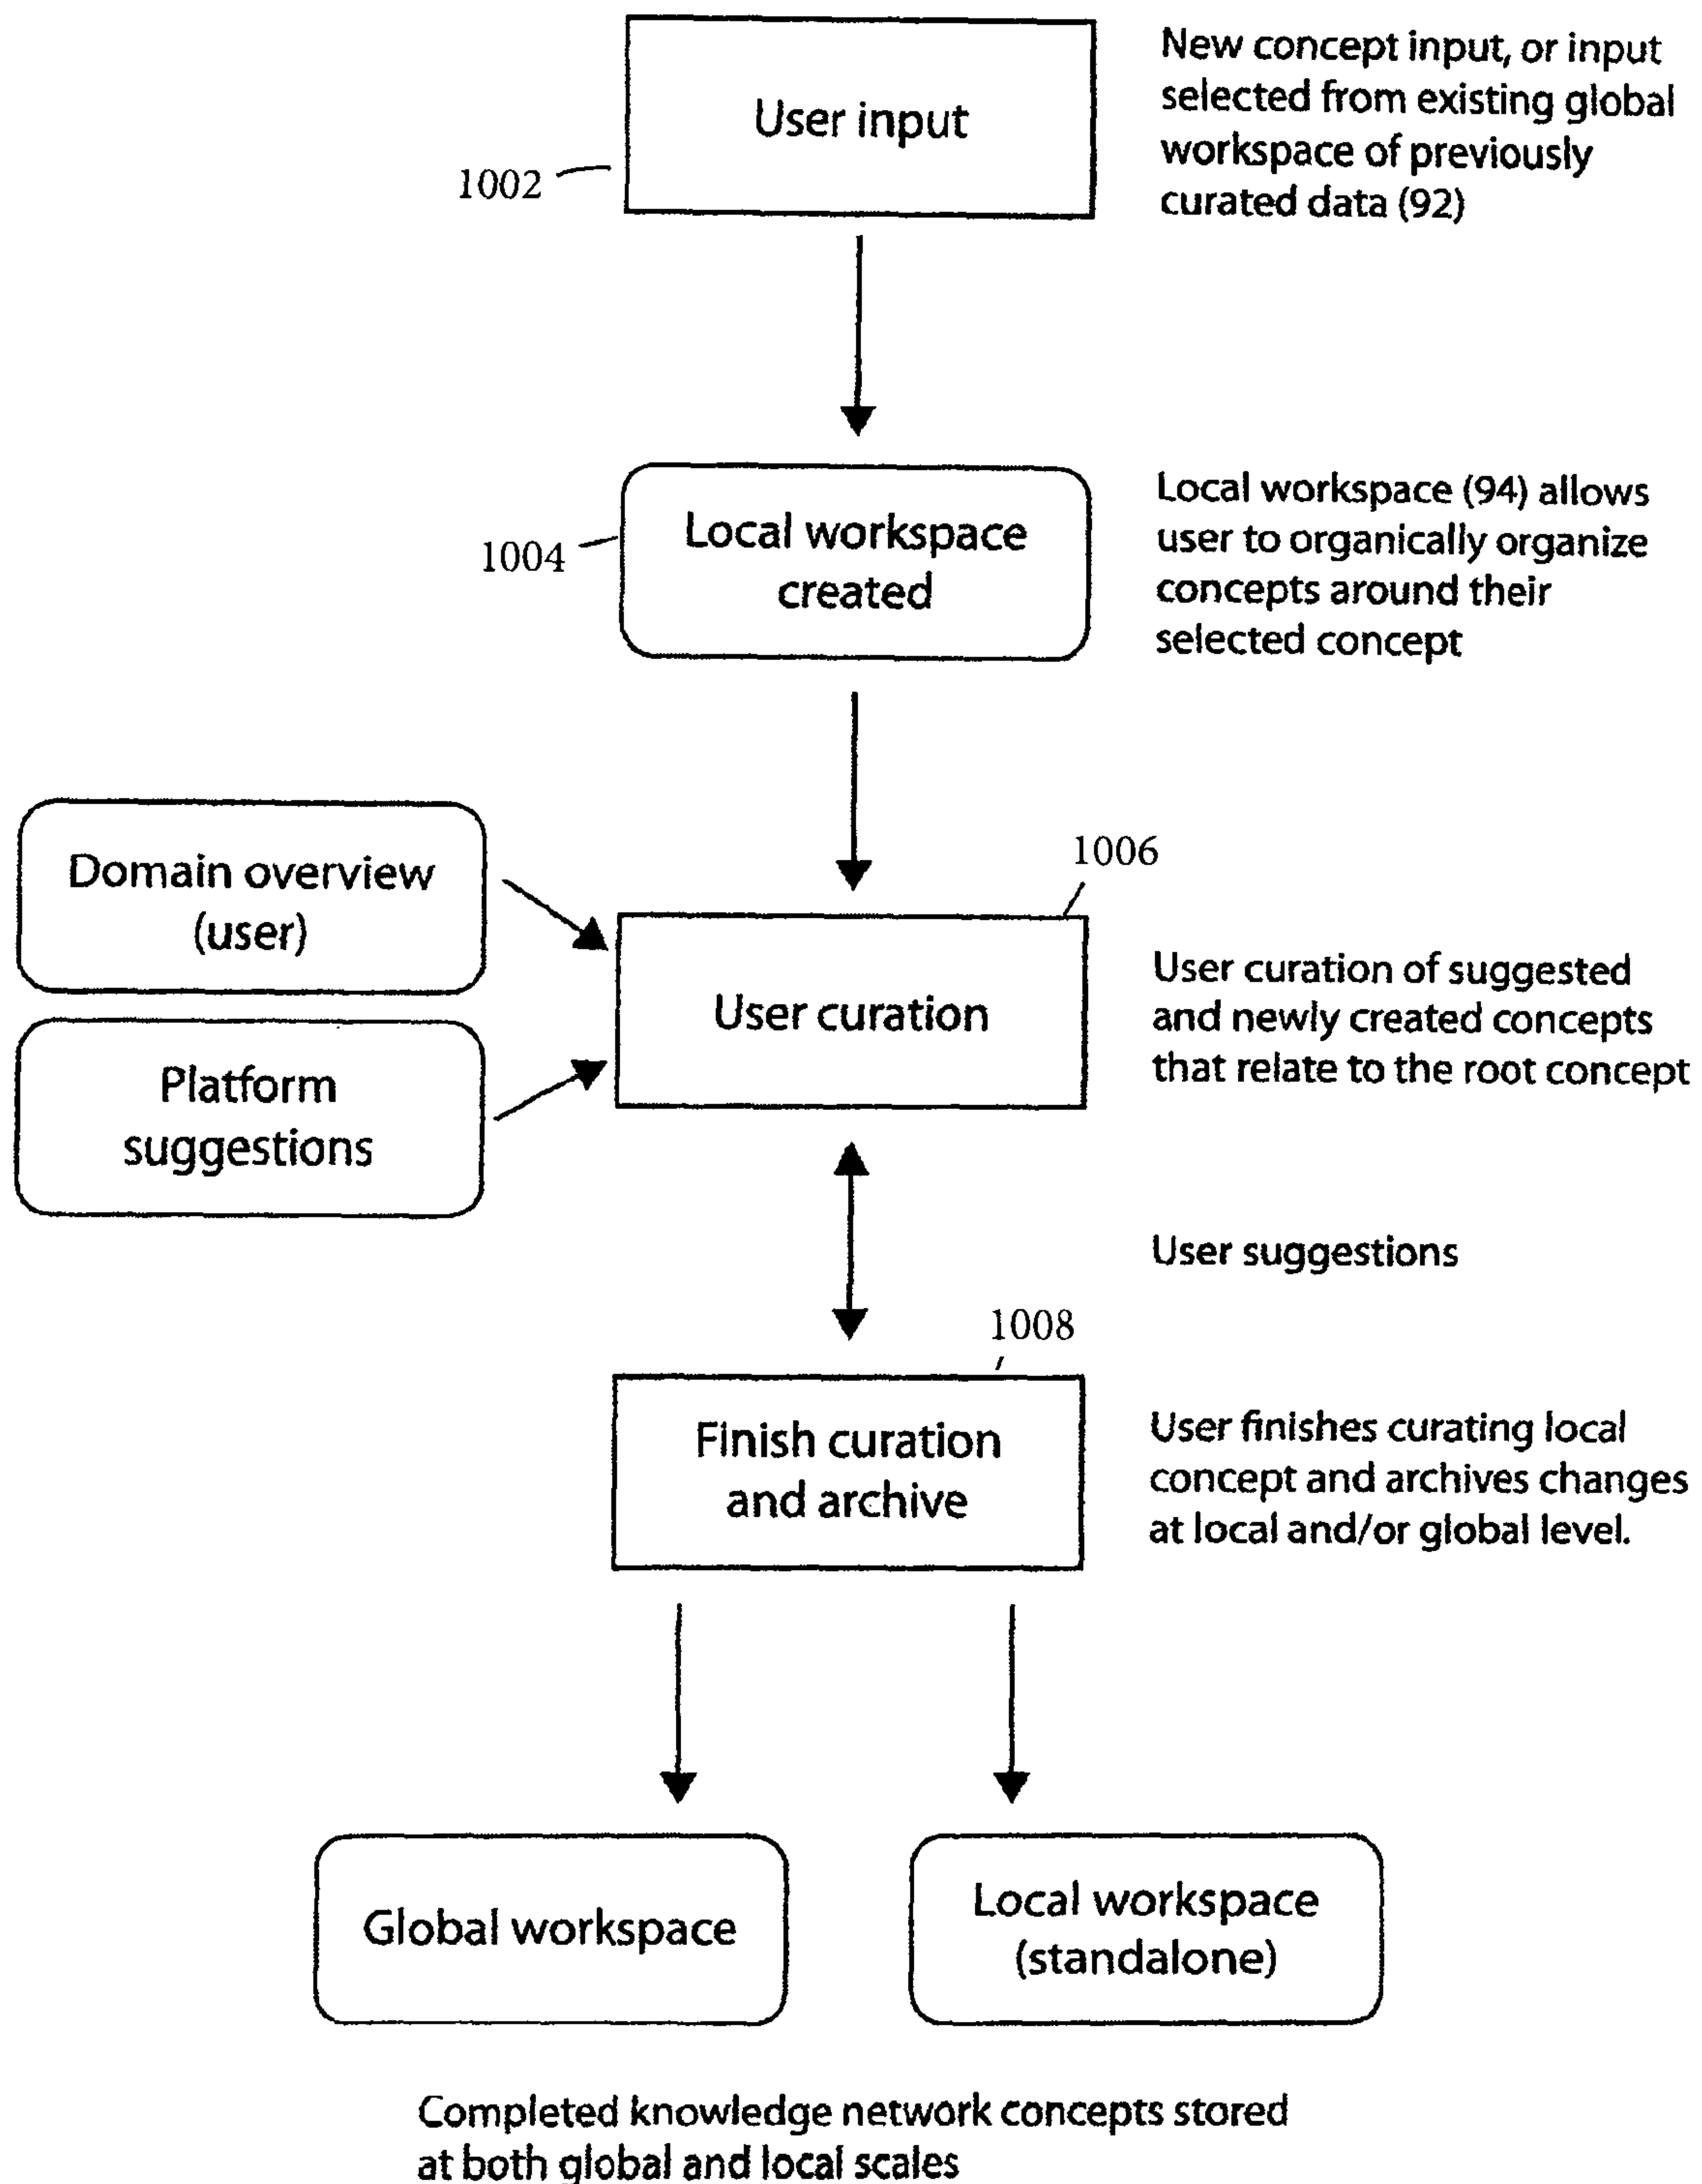 User input
1002
New concept input, or input
selected from existing global
workspace of previously
curated data (92)
Local workspace
created
1004
Local workspace (94) allows
user to organically organize
concepts around their
selected concept
Domain overview
(user)
Platform
suggestions
1006
User curation
User curation of suggested
and newly created concepts
that relate to the root concept
User suggestions
1008
Finish curation
and archive
User finishes curating local
concept and archives changes
at local and/or global level.
Global workspace
Local workspace
(standalone)
Completed knowledge network concepts stored
at both global and local scales